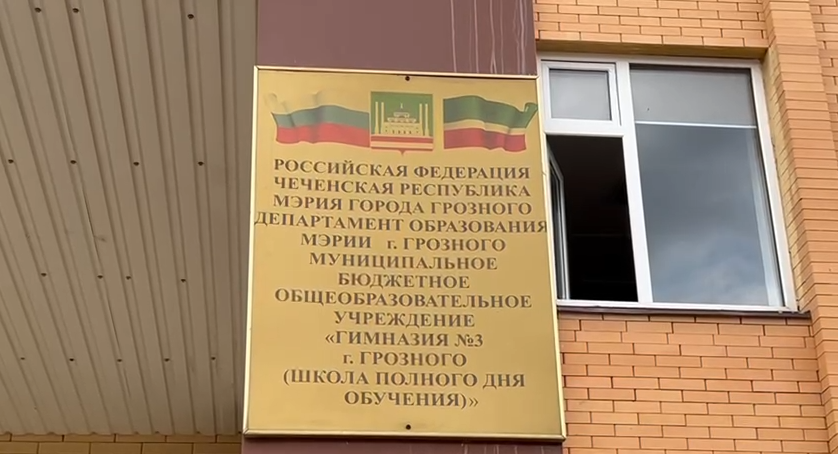 РОССИЙСКАЯ ФЕДЕРАЦИЯ
ЧЕЧЕНСКАЯ РЕСПУБЛИКА
МЭРИЯ ГОРОДА ГРОЗНОГО
ДЕПАРТАМЕНТ ОБРАЗОВАНИЯ
МЭРИИ г. ГРОЗНОГО
МУНИЦИПАЛЬНОЕ
БЮДЖЕТНОЕ
ОБЩЕОБРАЗОВАТЕЛЬНОЕ
УЧРЕЖДЕНИЕ
«ГИМНАЗИЯ №3
г. ГРОЗНОГО
(ШКОЛА ПОЛНОГО ДНЯ
ОБУЧЕНИЯ)»